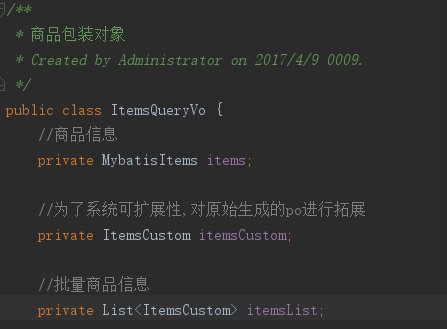 /**
* 商品包装对象
* Created by Administrator on 2017/4/9 0009.
*/
public class ItemsQueryVo {
//商品信息
private MybatisItems items;
//为了系统可扩展性,对原始生成的po进行拓展
private ItemsCustom itemsCustom;
//批量商品信息
private List<ItemsCustom> itemsList;